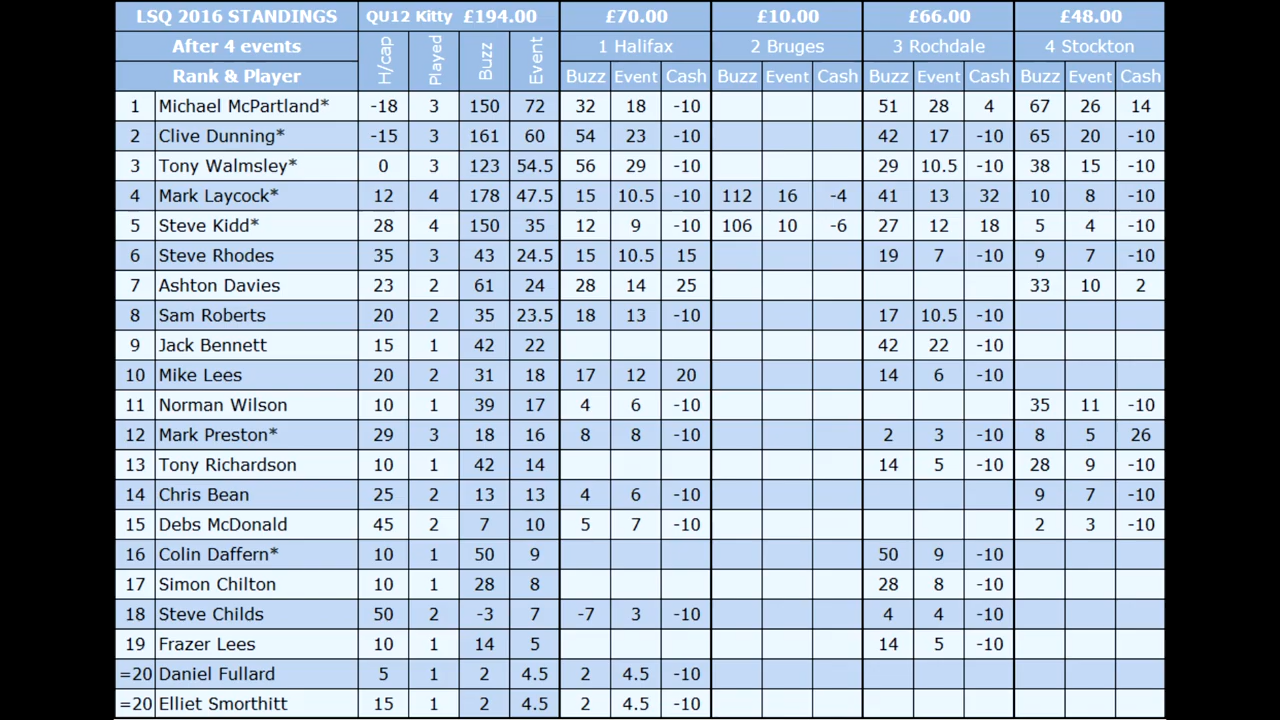 LSQ 2016 STANDINGS QU12 Kitty £194.00 £70.00 £10.00 £66.00 £48.00
After 4 events H/cap Played Buzz Event 1 Halifax 2 Bruges 3 Rochdale 4 Stockton
Rank & Player Buzz Event Cash Buzz Event Cash Buzz Event Cash Buzz Event Cash
1 Michael McPartland* -18 3 150 72 32 18 -10 51 28 4 67 26 14
2 Clive Dunning* -15 3 161 60 54 23 -10 42 17 -10 65 20 -10
3 Tony Walmsley* 0 3 123 54.5 56 29 -10 29 10.5 -10 38 15 -10
4 Mark Laycock* 12 4 178 47.5 15 10.5 -10 112 16 -4 41 13 32 10 8 -10
5 Steve Kidd* 28 4 150 35 12 9 -10 106 10 -6 27 12 18 5 4 -10
6 Steve Rhodes 35 3 43 24.5 15 10.5 15 19 7 -10 9 7 -10
7 Ashton Davies 23 2 61 24 28 14 25 33 10 2
8 Sam Roberts 20 2 35 23.5 18 13 -10 17 10.5 -10
9 Jack Bennett 15 1 42 22 42 22 -10
10 Mike Lees 20 2 31 18 17 12 20 14 6 -10
11 Norman Wilson 10 1 39 17 4 6 -10 35 11 -10
12 Mark Preston* 29 3 18 16 8 8 -10 2 3 -10 8 5 26
13 Tony Richardson 10 1 42 14 14 5 -10 28 9 -10
14 Chris Bean 25 2 13 13 4 6 -10 9 7 -10
15 Debs McDonald 45 2 7 10 5 7 -10 2 3 -10
16 Colin Daffern* 10 1 50 9 50 9 -10
17 Simon Chilton 10 1 28 8 28 8 -10
18 Steve Childs 50 2 -3 7 -7 3 -10 4 4 -10
19 Frazer Lees 10 1 14 5 14 5 -10
=20 Daniel Fullard 5 1 2 4.5 2 4.5 -10
=20 Elliet Smorthitt 15 1 2 4.5 2 4.5 -10